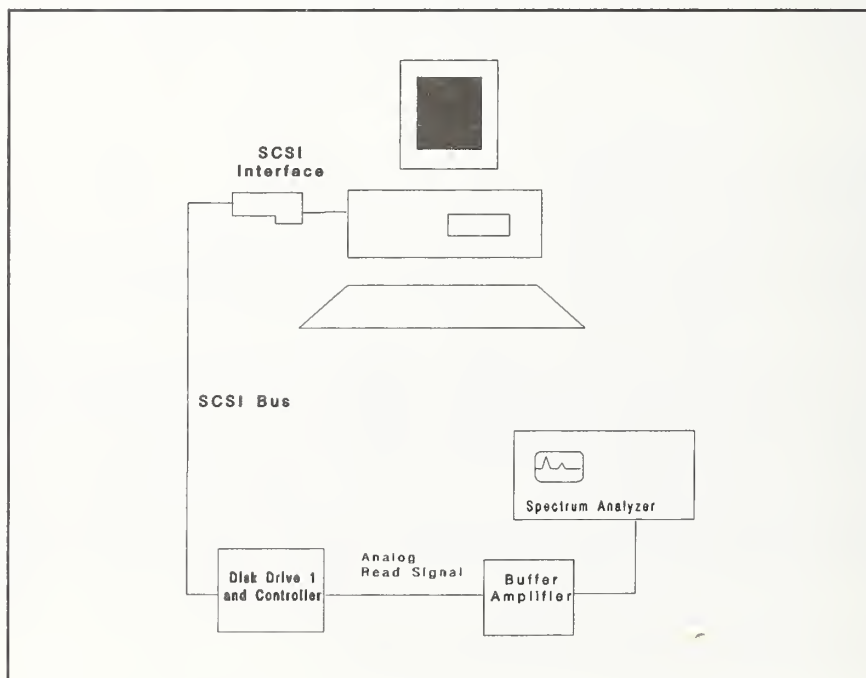 SCSI
Interface
SCSI Bus
Spectrum Analyzer
Analog
Read Signal
Disk Drive 1
and Controller
Buffer
Amplifier